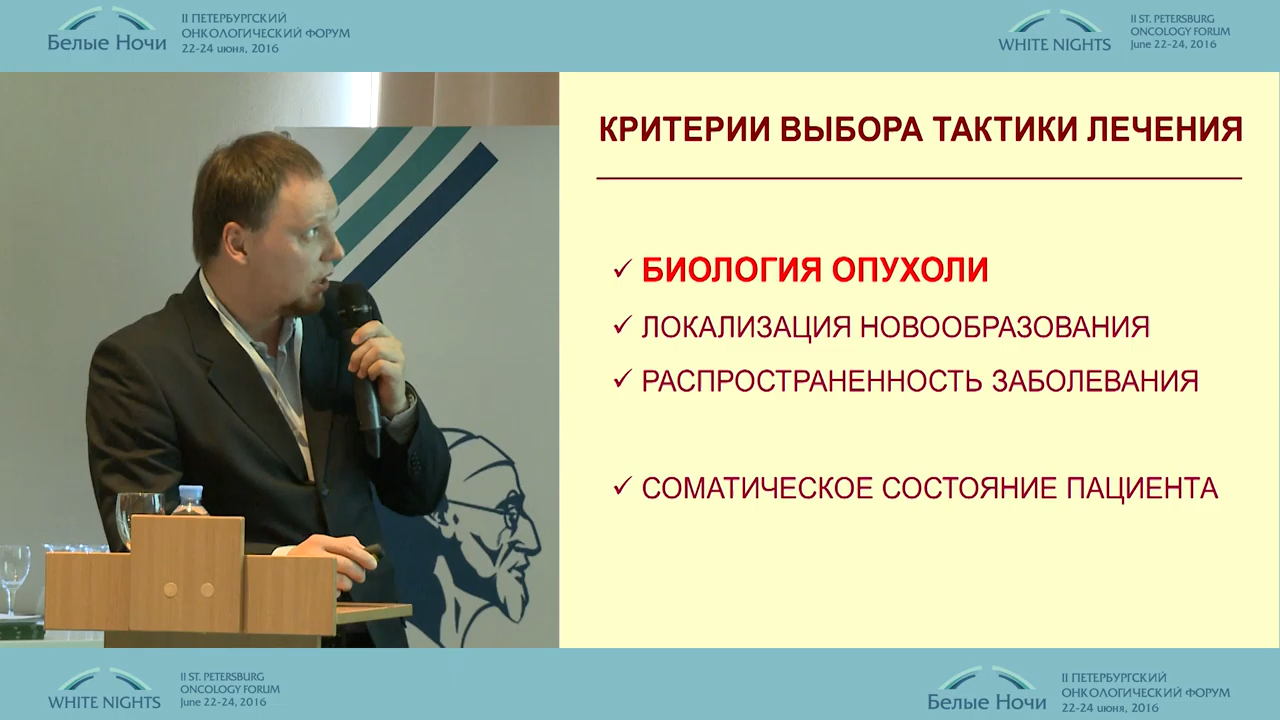 Белые Ночи
II ПЕТЕРБУРГСКИЙ
ОНКОЛОГИЧЕСКИЙ ФОРУМ
22-24 июня, 2016
WHITE NIGHTS
II ST. PETERSBURG
ONCOLOGY FORUM
June 22-24, 2016
КРИТЕРИИ ВЫБОРА ТАКТИКИ ЛЕЧЕНИЯ
✓ БИОЛОГИЯ ОПУХОЛИ
✓ ЛОКАЛИЗАЦИЯ НОВООБРАЗОВАНИЯ
✓ РАСПРОСТРАНЕННОСТЬ ЗАБОЛЕВАНИЯ
✓ СОМАТИЧЕСКОЕ СОСТОЯНИЕ ПАЦИЕНТА
WHITE NIGHTS
II ST. PETERSBURG
ONCOLOGY FORUM
June 22-24, 2016
Белые Ночи
II ПЕТЕРБУРГСКИЙ
ОНКОЛОГИЧЕСКИЙ ФОРУМ
22-24 июня, 2016